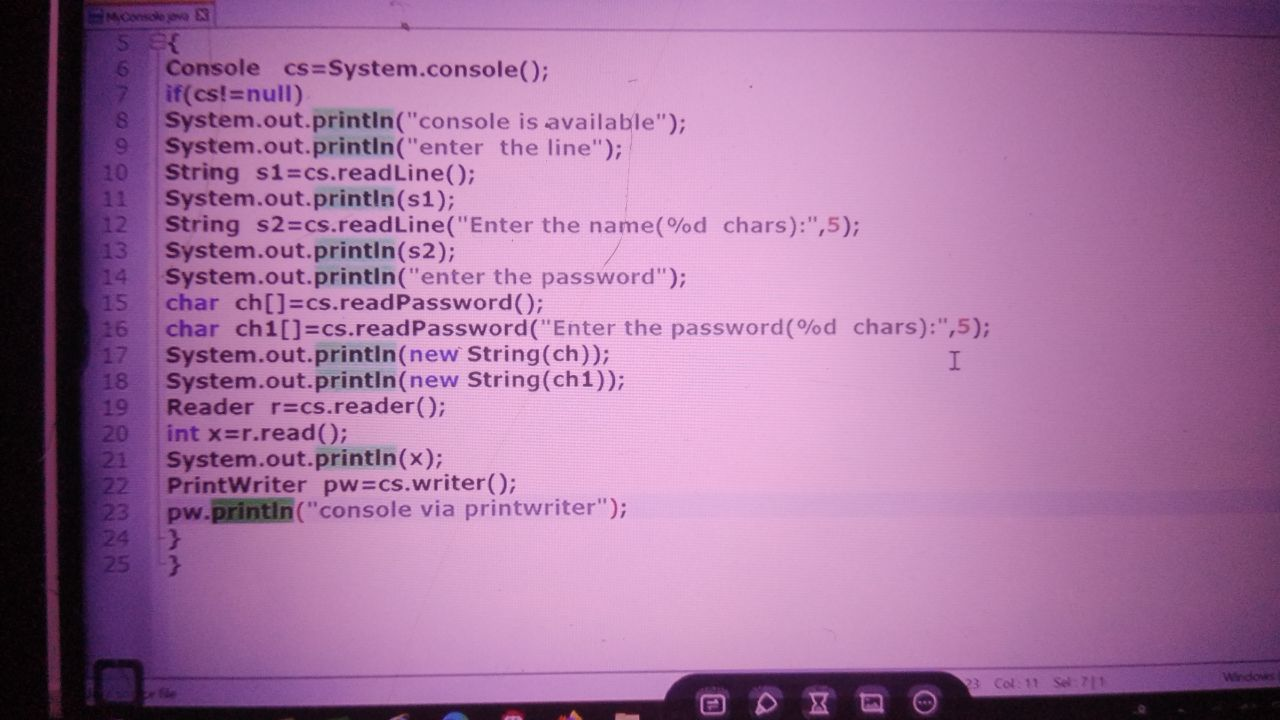 MyConsole.java
5 {
6 Console cs=System.console();
7 if(cs!=null)
8 System.out.println("console is available");
9 System.out.println("enter the line");
10 String s1=cs.readLine();
11 System.out.println(s1);
12 String s2=cs.readLine("Enter the name(%d chars):",5);
13 System.out.println(s2);
14 System.out.println("enter the password");
15 char ch[]=cs.readPassword();
16 char ch1[]=cs.readPassword("Enter the password(%d chars):",5);
17 System.out.println(new String(ch));
18 System.out.println(new String(ch1));
19 Reader r=cs.reader();
20 int x=r.read();
21 System.out.println(x);
22 PrintWriter pw=cs.writer();
23 pw.println("console via printwriter");
24 }
25 }
file 23 Col : 11 Sel : 7 | 1 Windows